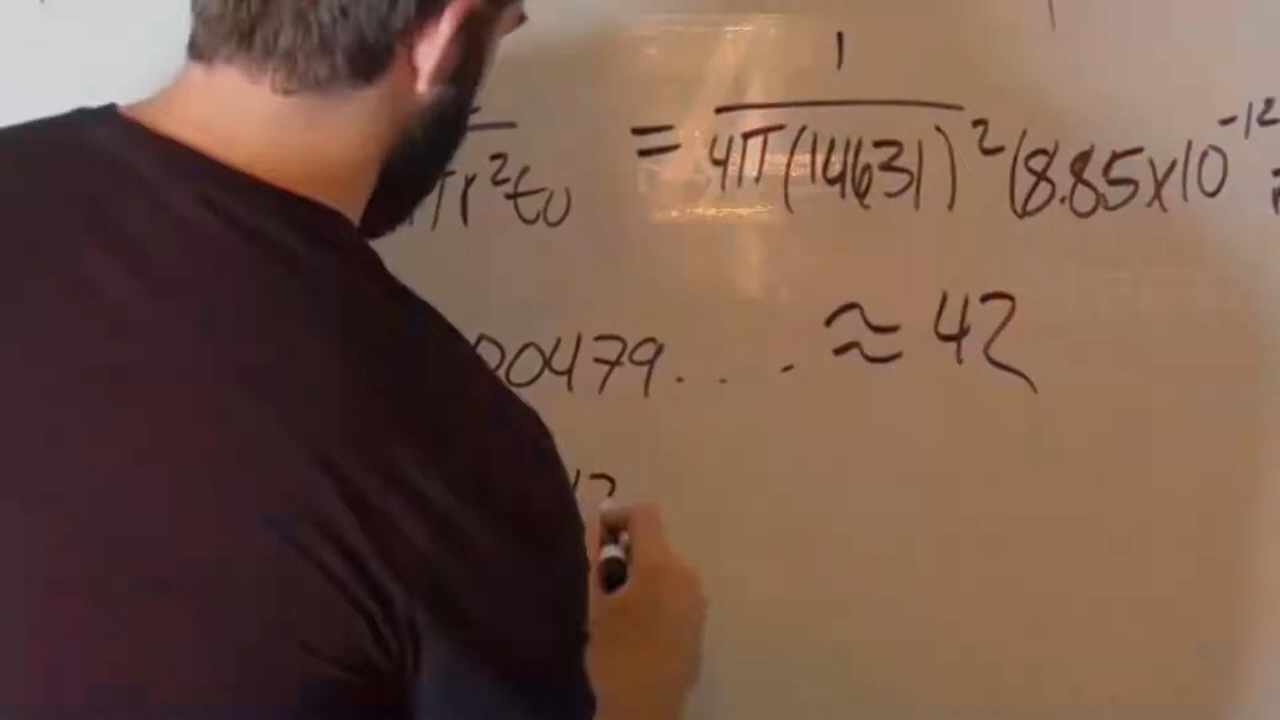 r²ε₀ = 1/4π(14631)²(8.85x10⁻¹²
00479.... ≈ 42